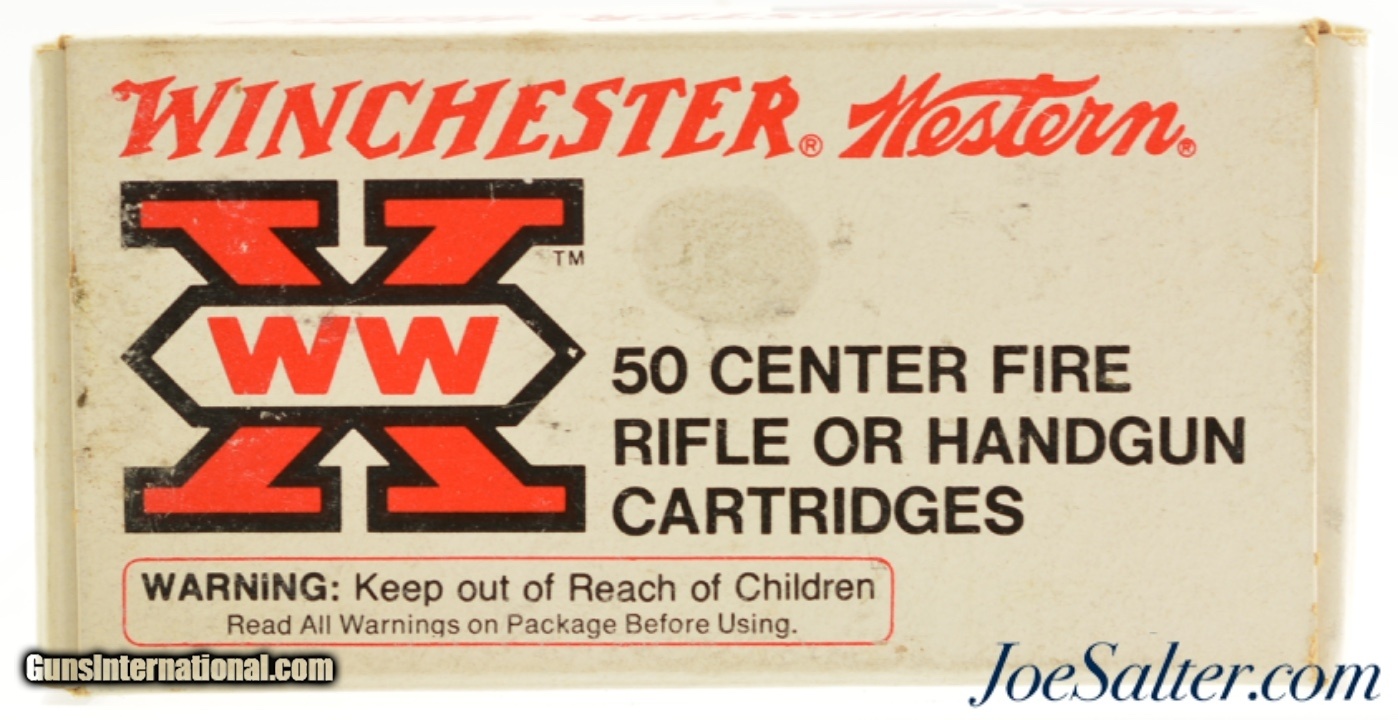 WINCHESTER® Western®
TM
WW
50 CENTER FIRE
RIFLE OR HANDGUN
CARTRIDGES
WARNING: Keep out of Reach of Children
Read All Warnings on Package Before Using.
GunsInternational.com
JoeSalter.com